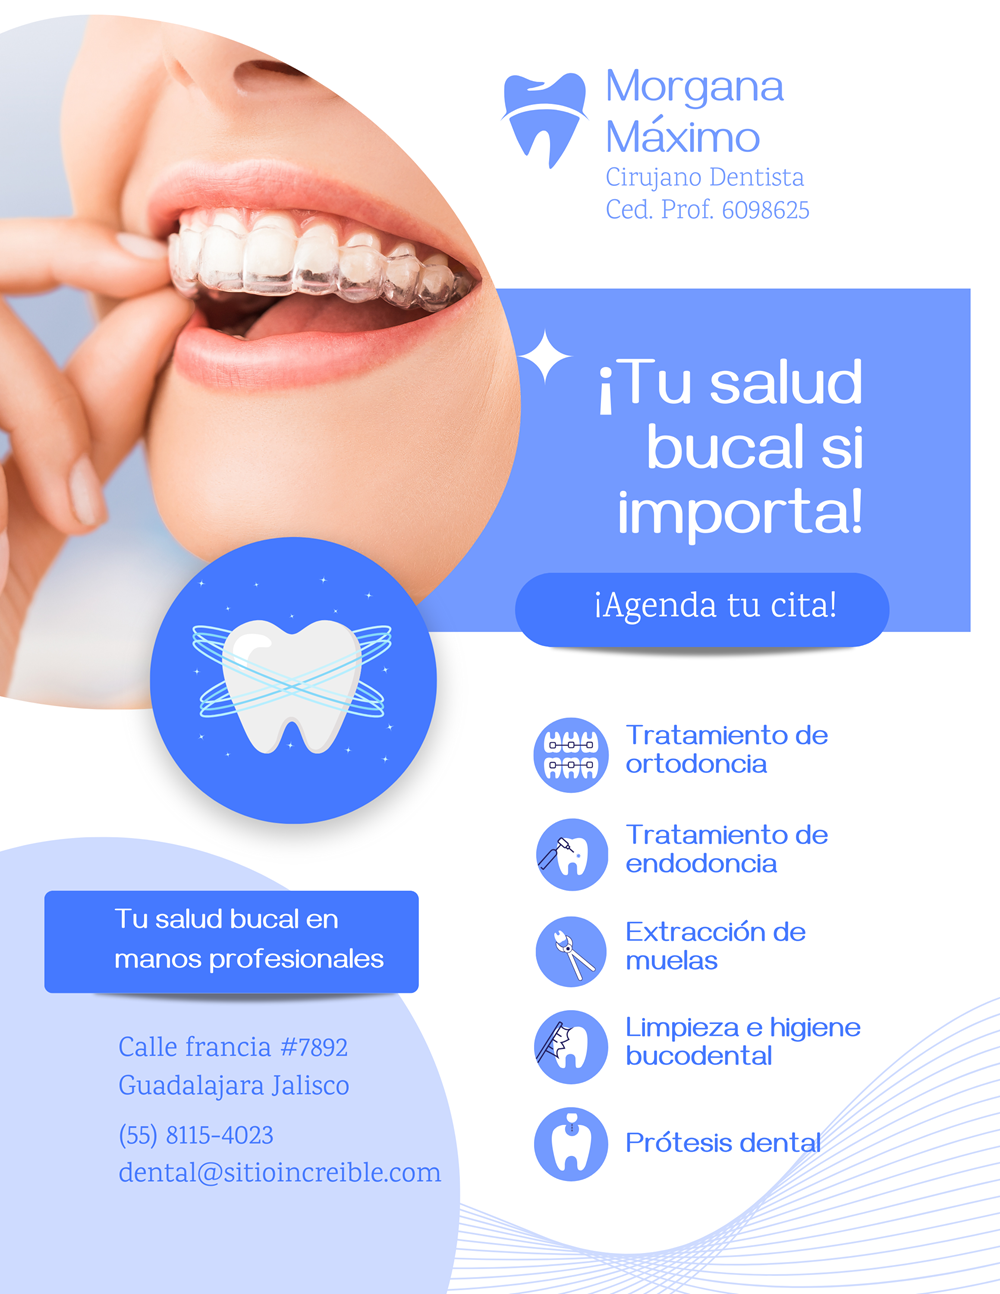 Morgana
Máximo
Cirujano Dentista
Ced. Prof. 6098625
¡Tu salud
bucal si
importa!
¡Agenda tu cita!
Tratamiento de
ortodoncia
Tratamiento de
endodoncia
Extracción de
muelas
Limpieza e higiene
bucodental
Prótesis dental
Tu salud bucal en
manos profesionales
Calle francia #7892
Guadalajara Jalisco
(55) 8115-4023
dental@sitioincreible.com